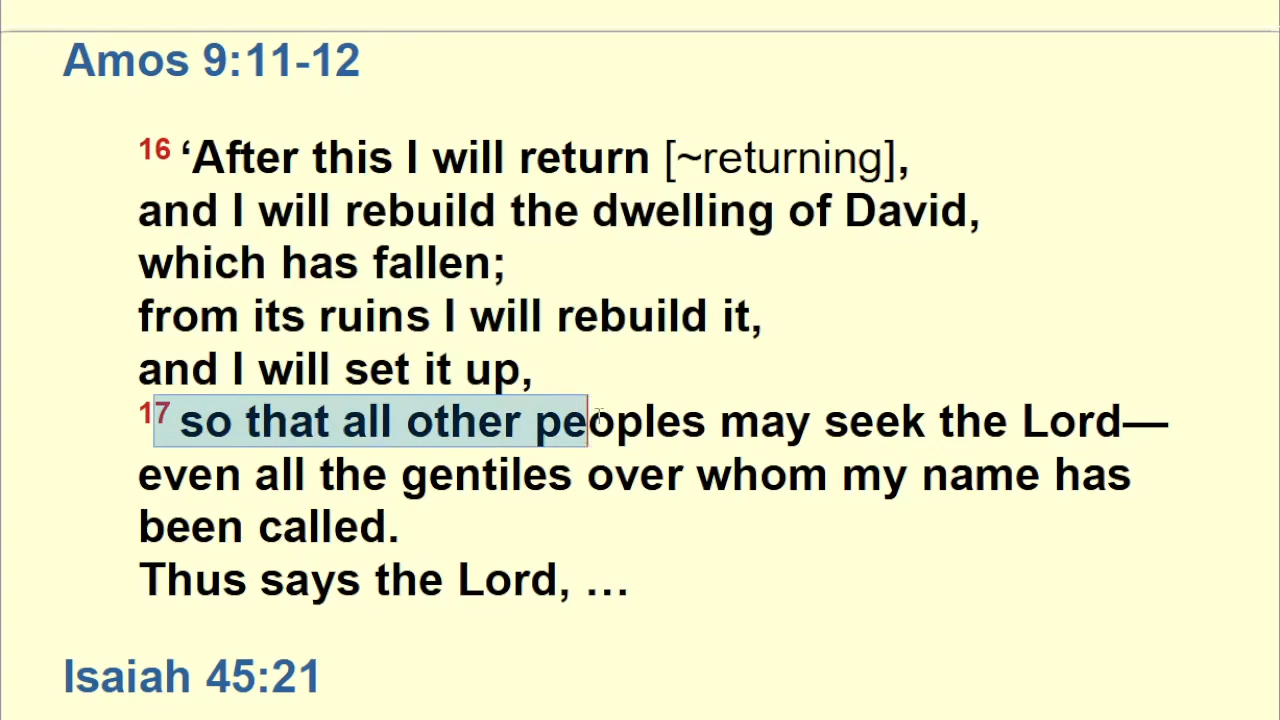 Amos 9:11-12
16 ‘After this I will return [~returning],
and I will rebuild the dwelling of David,
which has fallen;
from its ruins I will rebuild it,
and I will set it up,
17 so that all other peoples may seek the Lord—
even all the gentiles over whom my name has
been called.
Thus says the Lord, …
Isaiah 45:21